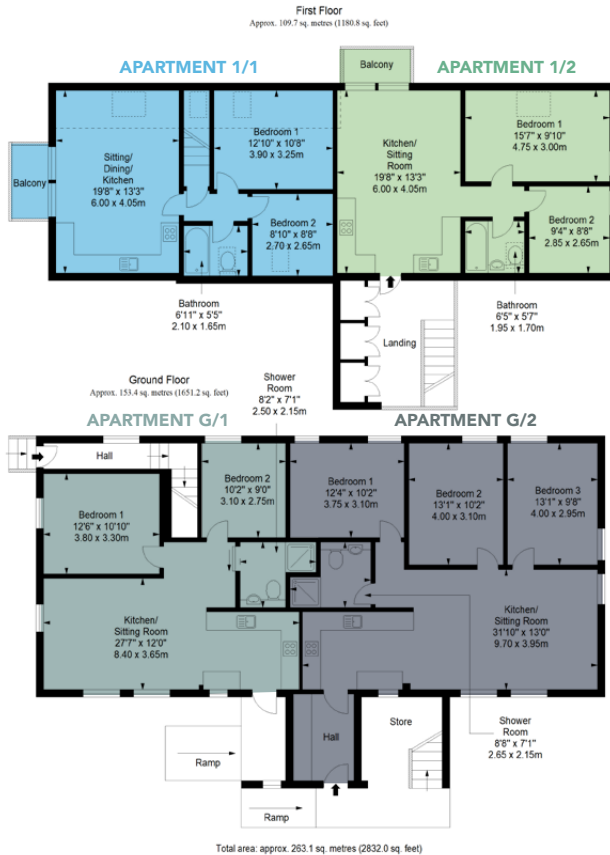 First Floor
Approx. 109.7 sq. metres (1180.8 sq. feet)
APARTMENT 1/1
Balcony
APARTMENT 1/2
Sitting/
Dining/
Kitchen
19'8" x 13'3"
6.00 x 4.05m
Balcony
Bedroom 1
12'10" x 10'8"
3.90 x 3.25m
Bedroom 2
8'10" x 8'8"
2.70 x 2.65m
Kitchen/
Sitting
Room
19'8" x 13'3"
6.00 x 4.05m
Bedroom 1
15'7" x 9'10"
4.75 x 3.00m
Bedroom 2
9'4" x 8'8"
2.85 x 2.65m
Bathroom
6'11" x 5'5"
2.10 x 1.65m
Landing
Bathroom
6'5" x 5'7"
1.95 x 1.70m
Ground Floor
Approx. 153.4 sq. metres (1651.2 sq. feet)
Shower
Room
8'2" x 7'1"
2.50 x 2.15m
APARTMENT G/1
APARTMENT G/2
Hall
Bedroom 1
12'6" x 10'10"
3.80 x 3.30m
Bedroom 2
10'2" x 9'0"
3.10 x 2.75m
Bedroom 1
12'4" x 10'2"
3.75 x 3.10m
Bedroom 2
13'1" x 10'2"
4.00 x 3.10m
Bedroom 3
13'1" x 9'8"
4.00 x 2.95m
Kitchen/
Sitting Room
27'7" x 12'0"
8.40 x 3.65m
Kitchen/
Sitting Room
31'10" x 13'0"
9.70 x 3.95m
Hall
Store
Shower
Room
8'8" x 7'1"
2.65 x 2.15m
Ramp
Ramp
Total area: approx. 263.1 sq. metres (2832.0 sq. feet)